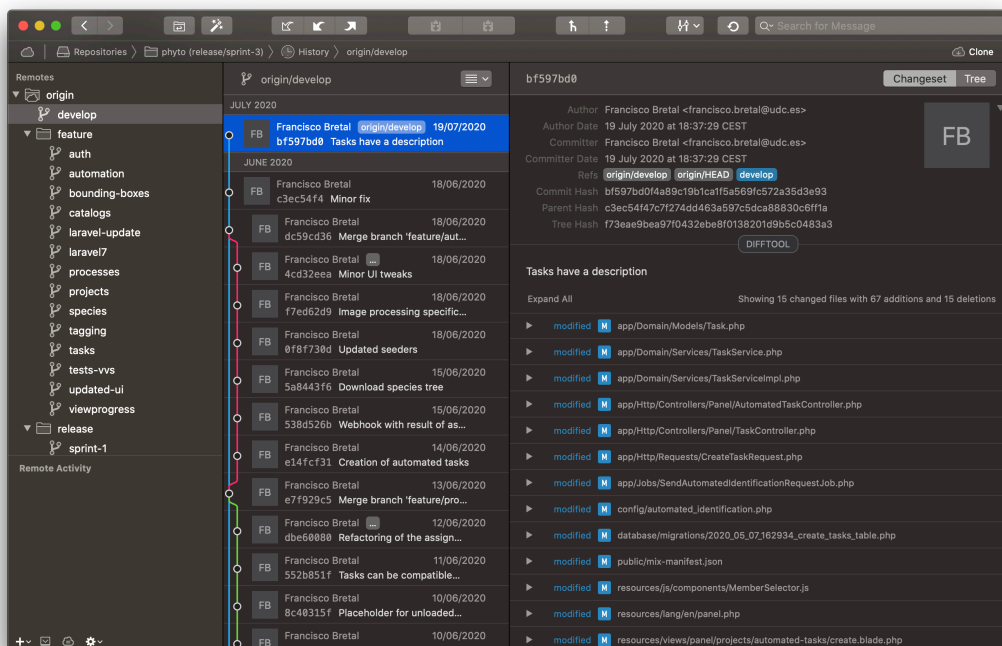 Search for Message
Repositories
phyto (release/sprint-3)
History
origin/develop
Clone
Remotes
origin
develop
feature
auth
automation
bounding-boxes
catalogs
laravel-update
laravel7
processes
projects
species
tagging
tasks
tests-vvs
updated-ui
viewprogress
release
sprint-1
Remote Activity
origin/develop
JULY 2020
FB
Francisco Bretal origin/develop 19/07/2020
bf597bd0 Tasks have a description
JUNE 2020
FB
Francisco Bretal 18/06/2020
c3ec54f4 Minor fix
FB
Francisco Bretal 18/06/2020
dc59cd36 Merge branch 'feature/aut...
FB
Francisco Bretal ... 18/06/2020
4cd32eea Minor UI tweaks
FB
Francisco Bretal 18/06/2020
f7ed62d9 Image processing specific...
FB
Francisco Bretal 18/06/2020
0f8f730d Updated seeders
FB
Francisco Bretal 15/06/2020
5a8443f6 Download species tree
FB
Francisco Bretal 15/06/2020
538d526b Webhook with result of as...
FB
Francisco Bretal 14/06/2020
e14fcf31 Creation of automated tasks
FB
Francisco Bretal 13/06/2020
e7f929c5 Merge branch 'feature/pro...
FB
Francisco Bretal ... 12/06/2020
dbe60080 Refactoring of the assign...
FB
Francisco Bretal 11/06/2020
552b851f Tasks can be compatible...
FB
Francisco Bretal 10/06/2020
8c40315f Placeholder for unloaded...
FB
Francisco Bretal 10/06/2020
bf597bd0
Changeset Tree
FB
Author Francisco Bretal <francisco.bretal@udc.es>
Author Date 19 July 2020 at 18:37:29 CEST
Committer Francisco Bretal <francisco.bretal@udc.es>
Committer Date 19 July 2020 at 18:37:29 CEST
Refs origin/develop origin/HEAD develop
Commit Hash bf597bd0f4a89c19b1ca1f5a569fc572a35d3e93
Parent Hash c3ec54f47c7f274dd463a597c5dca88830c6ff1a
Tree Hash f73eae9bea97f0432ebe8f0138201d9b5c0483a3
DIFFTOOL
Tasks have a description
Expand All Showing 15 changed files with 67 additions and 15 deletions
modified M app/Domain/Models/Task.php
modified M app/Domain/Services/TaskService.php
modified M app/Domain/Services/TaskServiceImpl.php
modified M app/Http/Controllers/Panel/AutomatedTaskController.php
modified M app/Http/Controllers/Panel/TaskController.php
modified M app/Http/Requests/CreateTaskRequest.php
modified M app/Jobs/SendAutomatedIdentificationRequestJob.php
modified M config/automated_identification.php
modified M database/migrations/2020_05_07_162934_create_tasks_table.php
modified M public/mix-manifest.json
modified M resources/js/components/MemberSelector.js
modified M resources/lang/en/panel.php
modified M resources/views/panel/projects/automated-tasks/create.blade.php